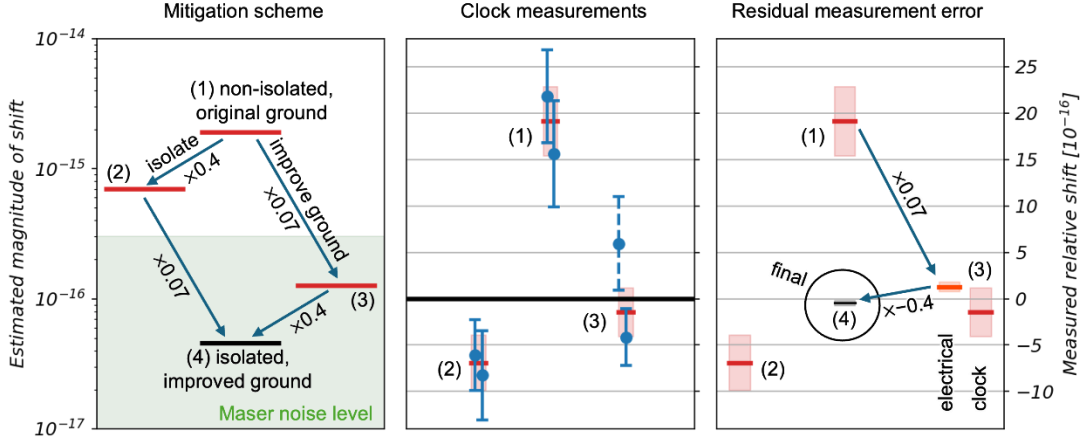 Mitigation scheme
Clock measurements
Residual measurement error
Estimated magnitude of shift
10⁻¹⁴
10⁻¹⁵
10⁻¹⁶
10⁻¹⁷
(1) non-isolated,
original ground
isolate
×0.4
improve ground
×0.07
(2)
×0.07
(3)
×0.4
(4) isolated,
improved ground
Maser noise level
(1)
(2)
(3)
(1)
×0.07
(3)
final
(4)
×−0.4
(2)
electrical
clock
25
20
15
10
5
0
−5
−10
Measured relative shift [10⁻¹⁶]